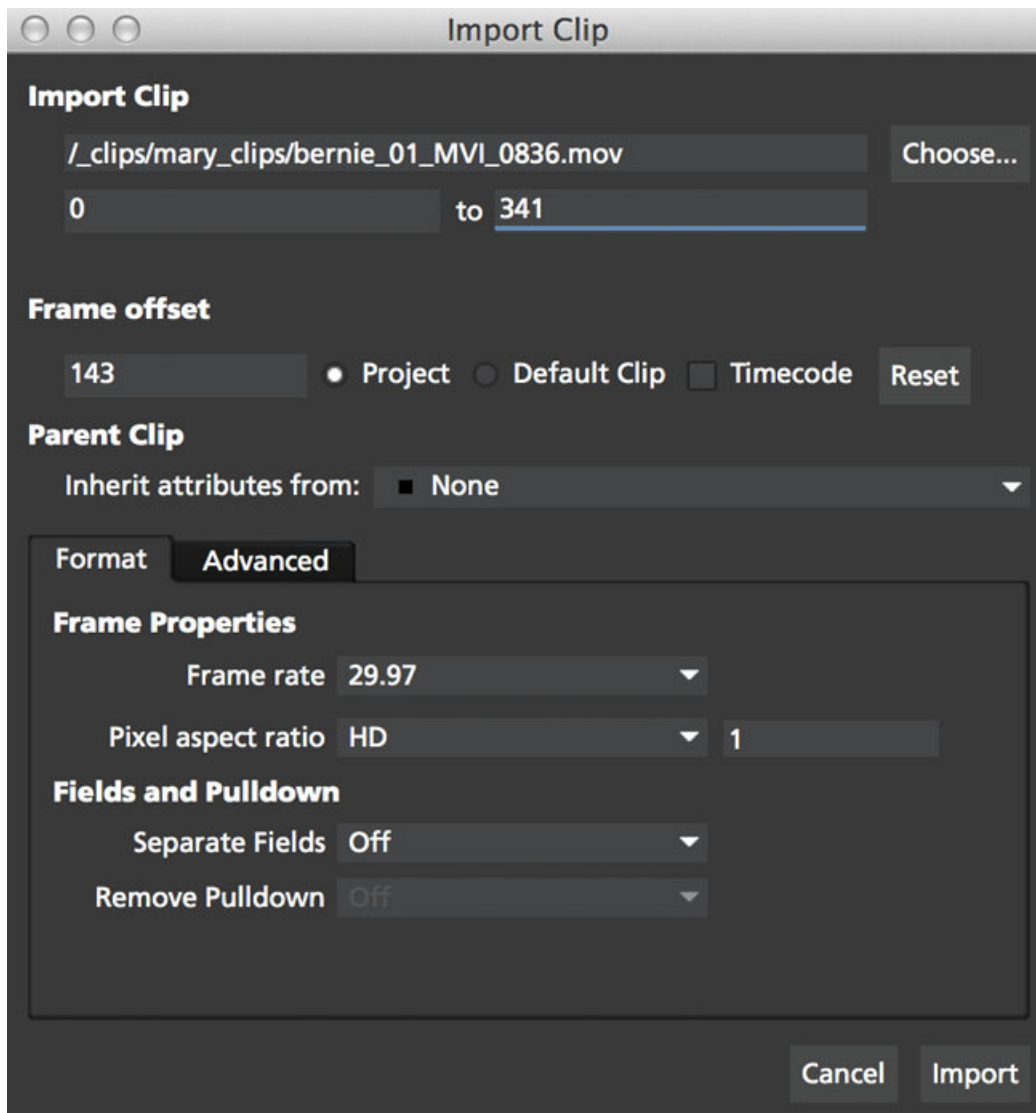 Import Clip
Import Clip
/_clips/mary_clips/bernie_01_MVI_0836.mov Choose...
0 to 341
Frame offset
143 Project Default Clip Timecode Reset
Parent Clip
Inherit attributes from: None
Format Advanced
Frame Properties
Frame rate 29.97
Pixel aspect ratio HD 1
Fields and Pulldown
Separate Fields Off
Remove Pulldown Off
Cancel Import